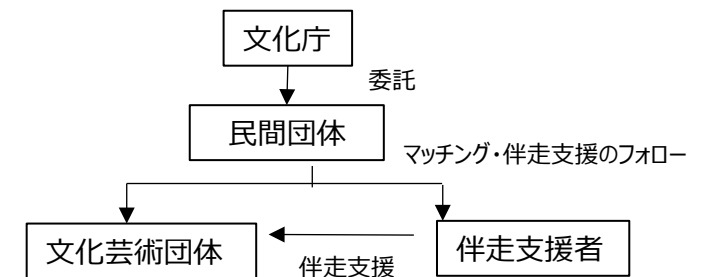 文化庁
委託
民間団体
マッチング・伴走支援のフォロー
文化芸術団体
伴走支援
伴走支援者